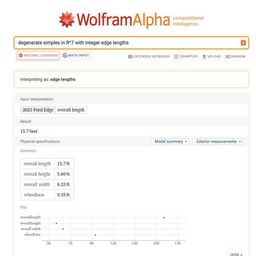 WolframAlpha computational intelligence.
degenerate simplex in R^7 with integer edge lengths
NATURAL LANGUAGE MATH INPUT EXTENDED KEYBOARD EXAMPLES UPLOAD RANDOM
Interpreting as: edge lengths
Input interpretation
2021 Ford Edge overall length
Result
15.7 feet
Physical specifications Model summary Exterior measurements
Summary
overall length 15.7 ft
overall height 5.69 ft
overall width 6.32 ft
wheelbase 9.35 ft
Plot
overall length
overall height
overall width
wheelbase
Units